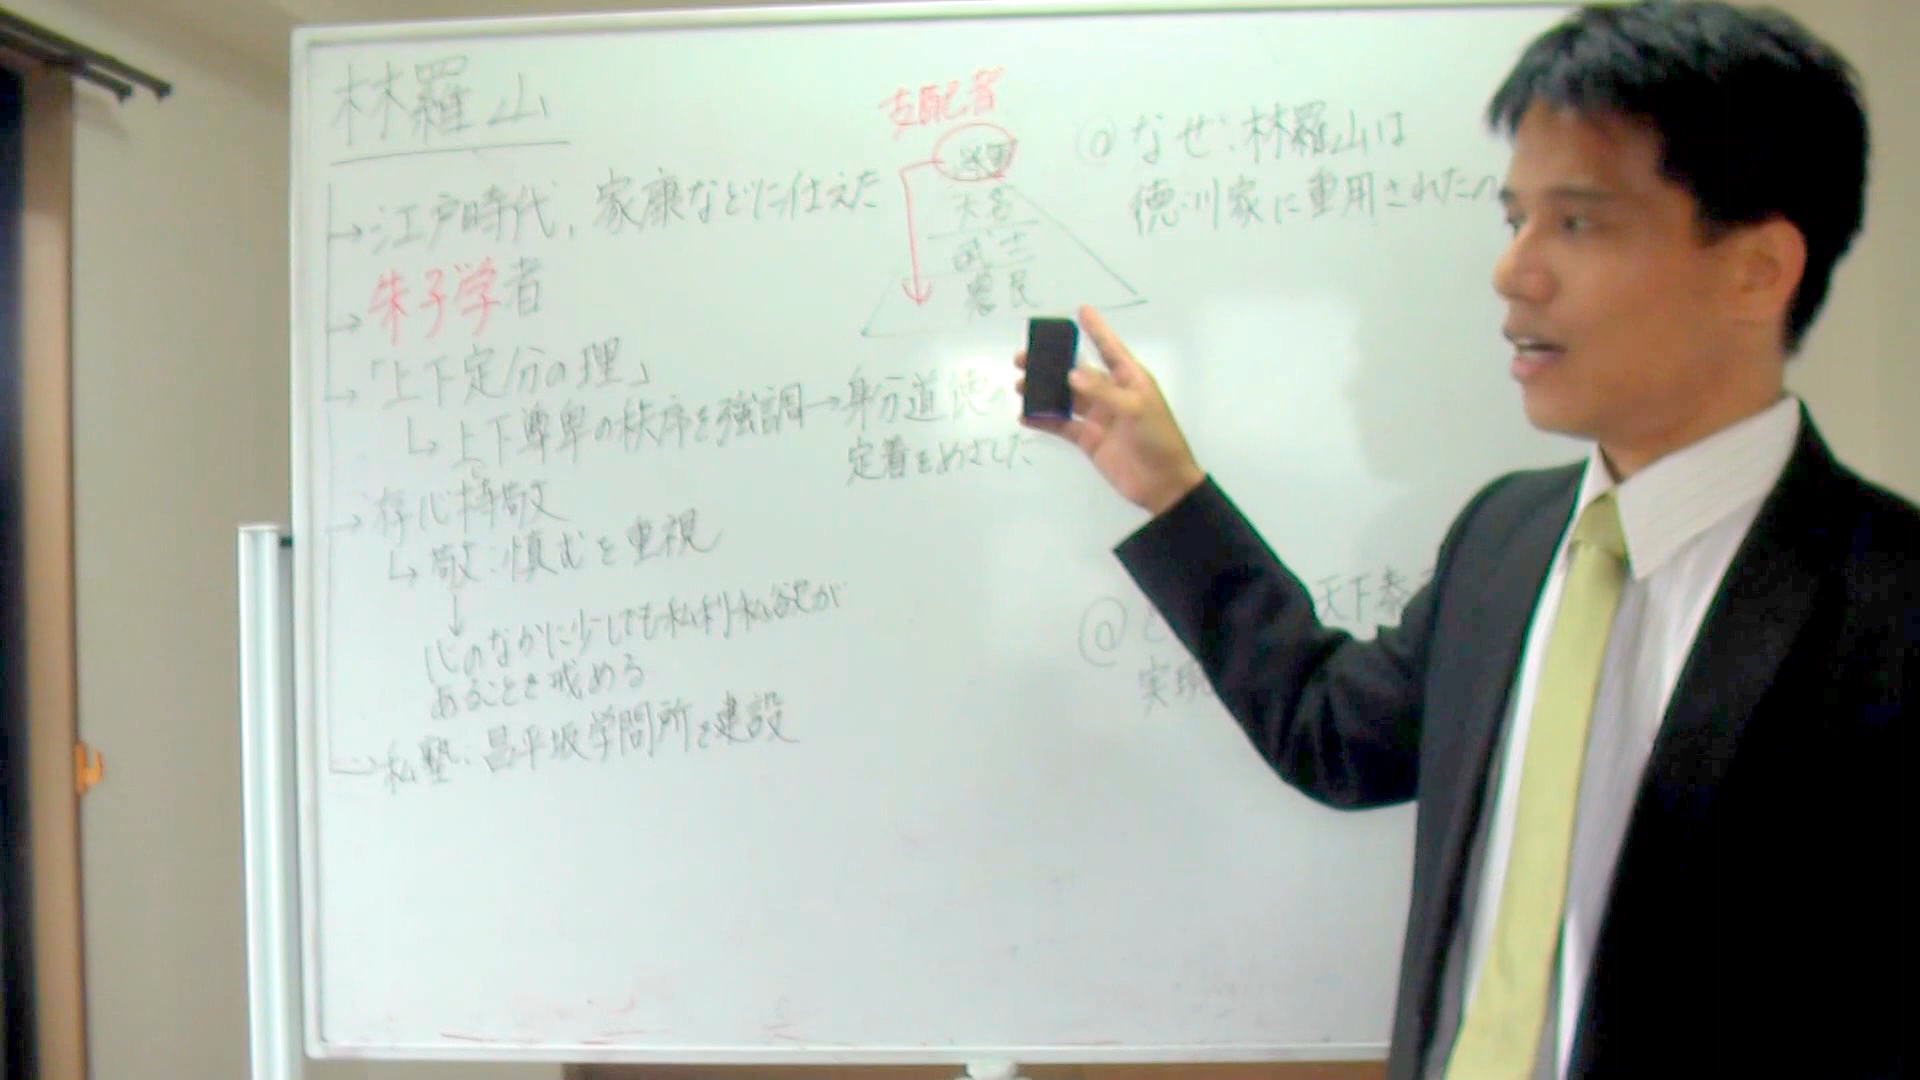 林羅山
→江戸時代、家康などに仕えた
→朱子学者
→「上下定分の理」
↳上下尊卑の秩序を強調→身分道徳の
定着をめざした
→存心持敬
↳敬:慎むを重視
↓
心のなかに少しでも私利私欲が
あることを戒める
→私塾:昌平坂学問所を建設
支配者
将軍
大名
武士
農民
@なぜ、林羅山は
徳川家に重用されたの
@ 天下泰
実現